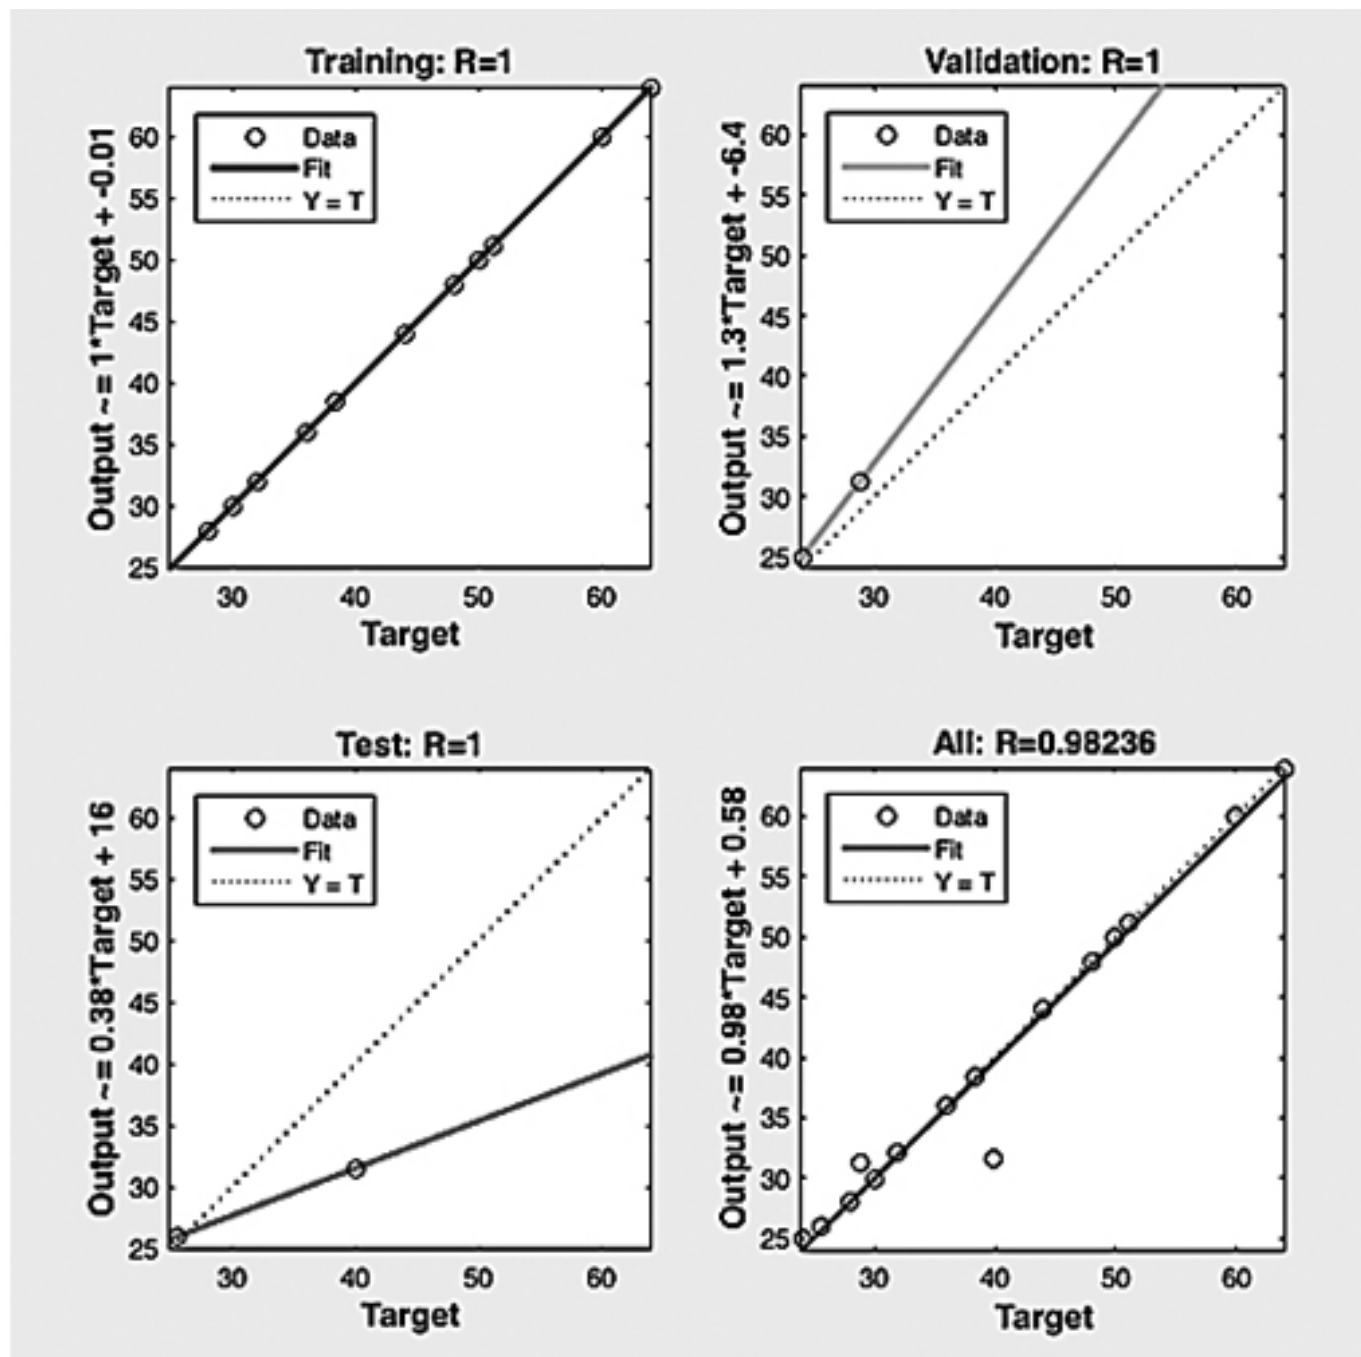 Training: R=1
Output ~= 1*Target + -0.01
Data
Fit
Y = T
60
55
50
45
40
35
30
25
30 40 50 60
Target
Validation: R=1
Output ~= 1.3*Target + -6.4
Data
Fit
Y = T
60
55
50
45
40
35
30
25
30 40 50 60
Target
Test: R=1
Output ~= 0.38*Target + 16
Data
Fit
Y = T
60
55
50
45
40
35
30
25
30 40 50 60
Target
All: R=0.98236
Output ~= 0.98*Target + 0.58
Data
Fit
Y = T
60
55
50
45
40
35
30
25
30 40 50 60
Target